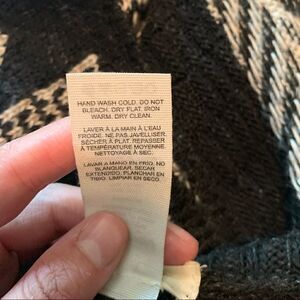 HAND WASH COLD. DO NOT
BLEACH. DRY FLAT. IRON
WARM. DRY CLEAN.
LAVER À LA MAIN À L'EAU
FROIDE. NE PAS JAVELLISER.
SÉCHER À PLAT. REPASSER
À TEMPÉRATURE MOYENNE.
NETTOYAGE À SEC.
LAVAR A MANO EN FRIO. NO
BLANQUEAR. SECAR
EXTENDIDO. PLANCHAR EN
TIBIO. LIMPIAR EN SECO.